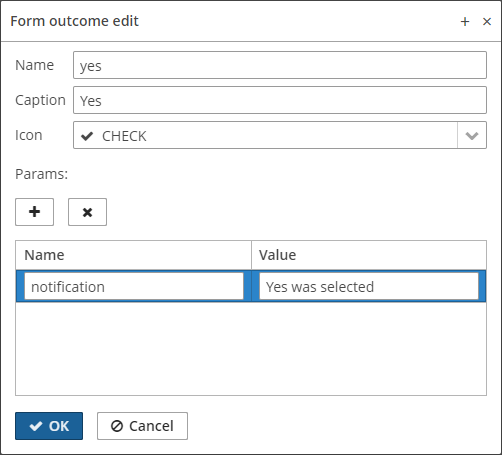 Form outcome edit
Name yes
Caption Yes
Icon CHECK
Params:
Name Value
notification Yes was selected
OK Cancel